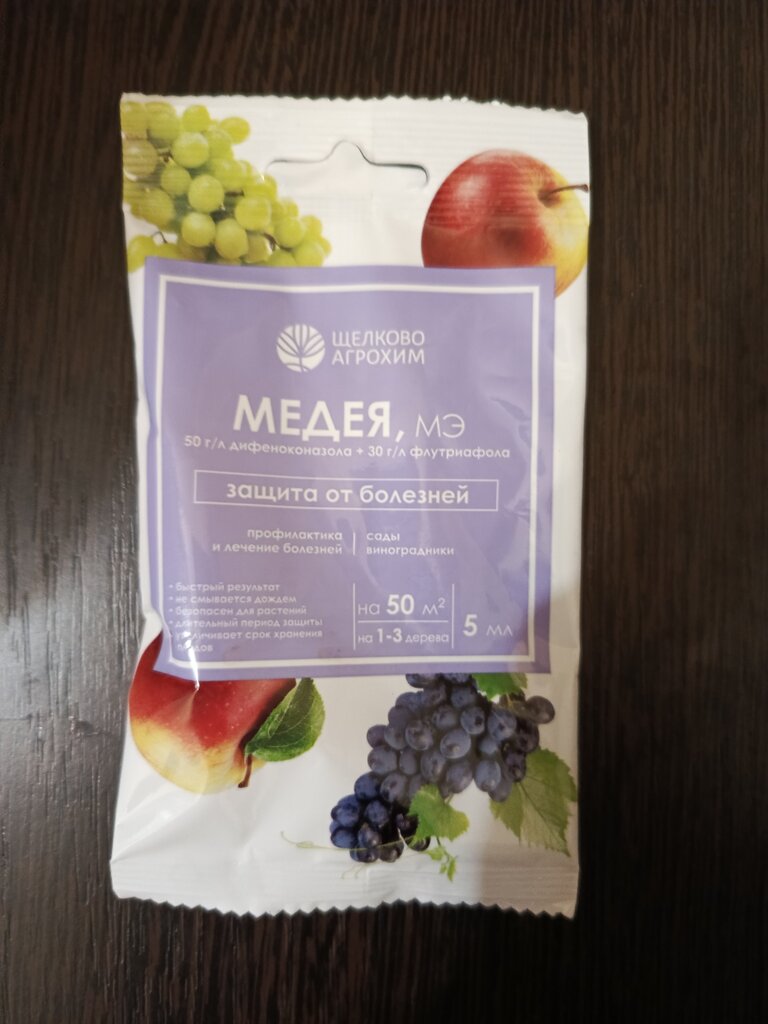 ЩЕЛКОВО
АГРОХИМ
МЕДЕЯ, МЭ
50 г/л дифеноконазола + 30 г/л флутриафола
защита от болезней
профилактика
и лечение болезней
сады
виноградники
• быстрый результат
• не смывается дождем
• безопасен для растений
• длительный период защиты
• увеличивает срок хранения
плодов
на 50 м²
на 1-3 дерева
5 мл